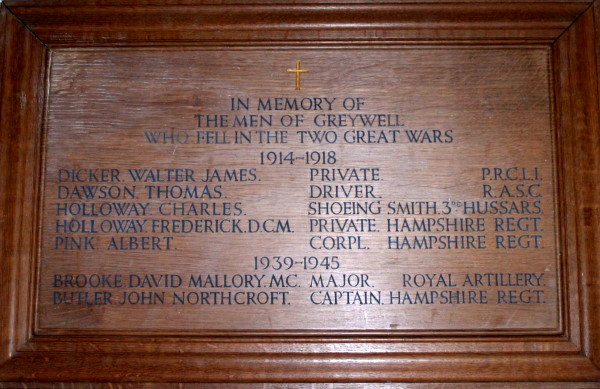 IN MEMORY OF
THE MEN OF GREYWELL
WHO FELL IN THE TWO GREAT WARS
1914-1918
DICKER WALTER JAMES. PRIVATE. P.R.C.L.I.
DAWSON. THOMAS. DRIVER. R.A.S.C
HOLLOWAY. CHARLES. SHOEING SMITH. 3RD HUSSARS.
HOLLOWAY FREDERICK. D.C.M. PRIVATE. HAMPSHIRE REGT.
PINK ALBERT. CORPL. HAMPSHIRE REGT.
1939-1945
BROOKE DAVID MALLORY. MC. MAJOR. ROYAL ARTILLERY.
BUTLER JOHN NORTHCROFT. CAPTAIN. HAMPSHIRE REGT.